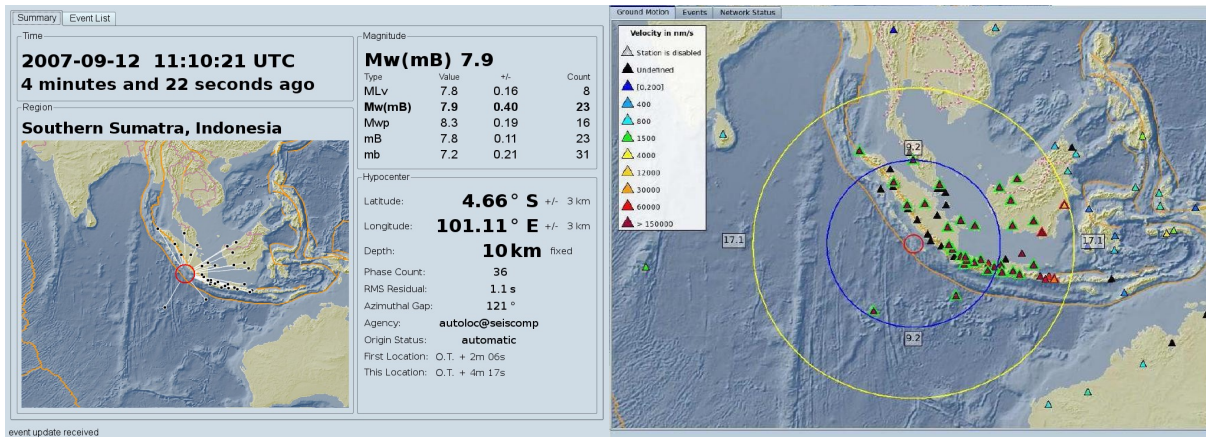 Summary Event List
Time
2007-09-12 11:10:21 UTC
4 minutes and 22 seconds ago
Region
Southern Sumatra, Indonesia
Magnitude
Mw(mB) 7.9
Type Value +/- Count
MLv 7.8 0.16 8
Mw(mB) 7.9 0.40 23
Mwp 8.3 0.19 16
mB 7.8 0.11 23
mb 7.2 0.21 31
Hypocenter
Latitude: 4.66° S +/- 3 km
Longitude: 101.11° E +/- 3 km
Depth: 10 km fixed
Phase Count: 36
RMS Residual: 1.1 s
Azimuthal Gap: 121 °
Agency: autoloc@seiscomp
Origin Status: automatic
First Location: O.T. + 2m 06s
This Location: O.T. + 4m 17s
event update received
Ground Motion Events Network Status
Velocity in nm/s
Station is disabled
Undefined
[0,200]
400
800
1500
4000
12000
30000
60000
> 150000
9.2
17.1
17.1
9.2